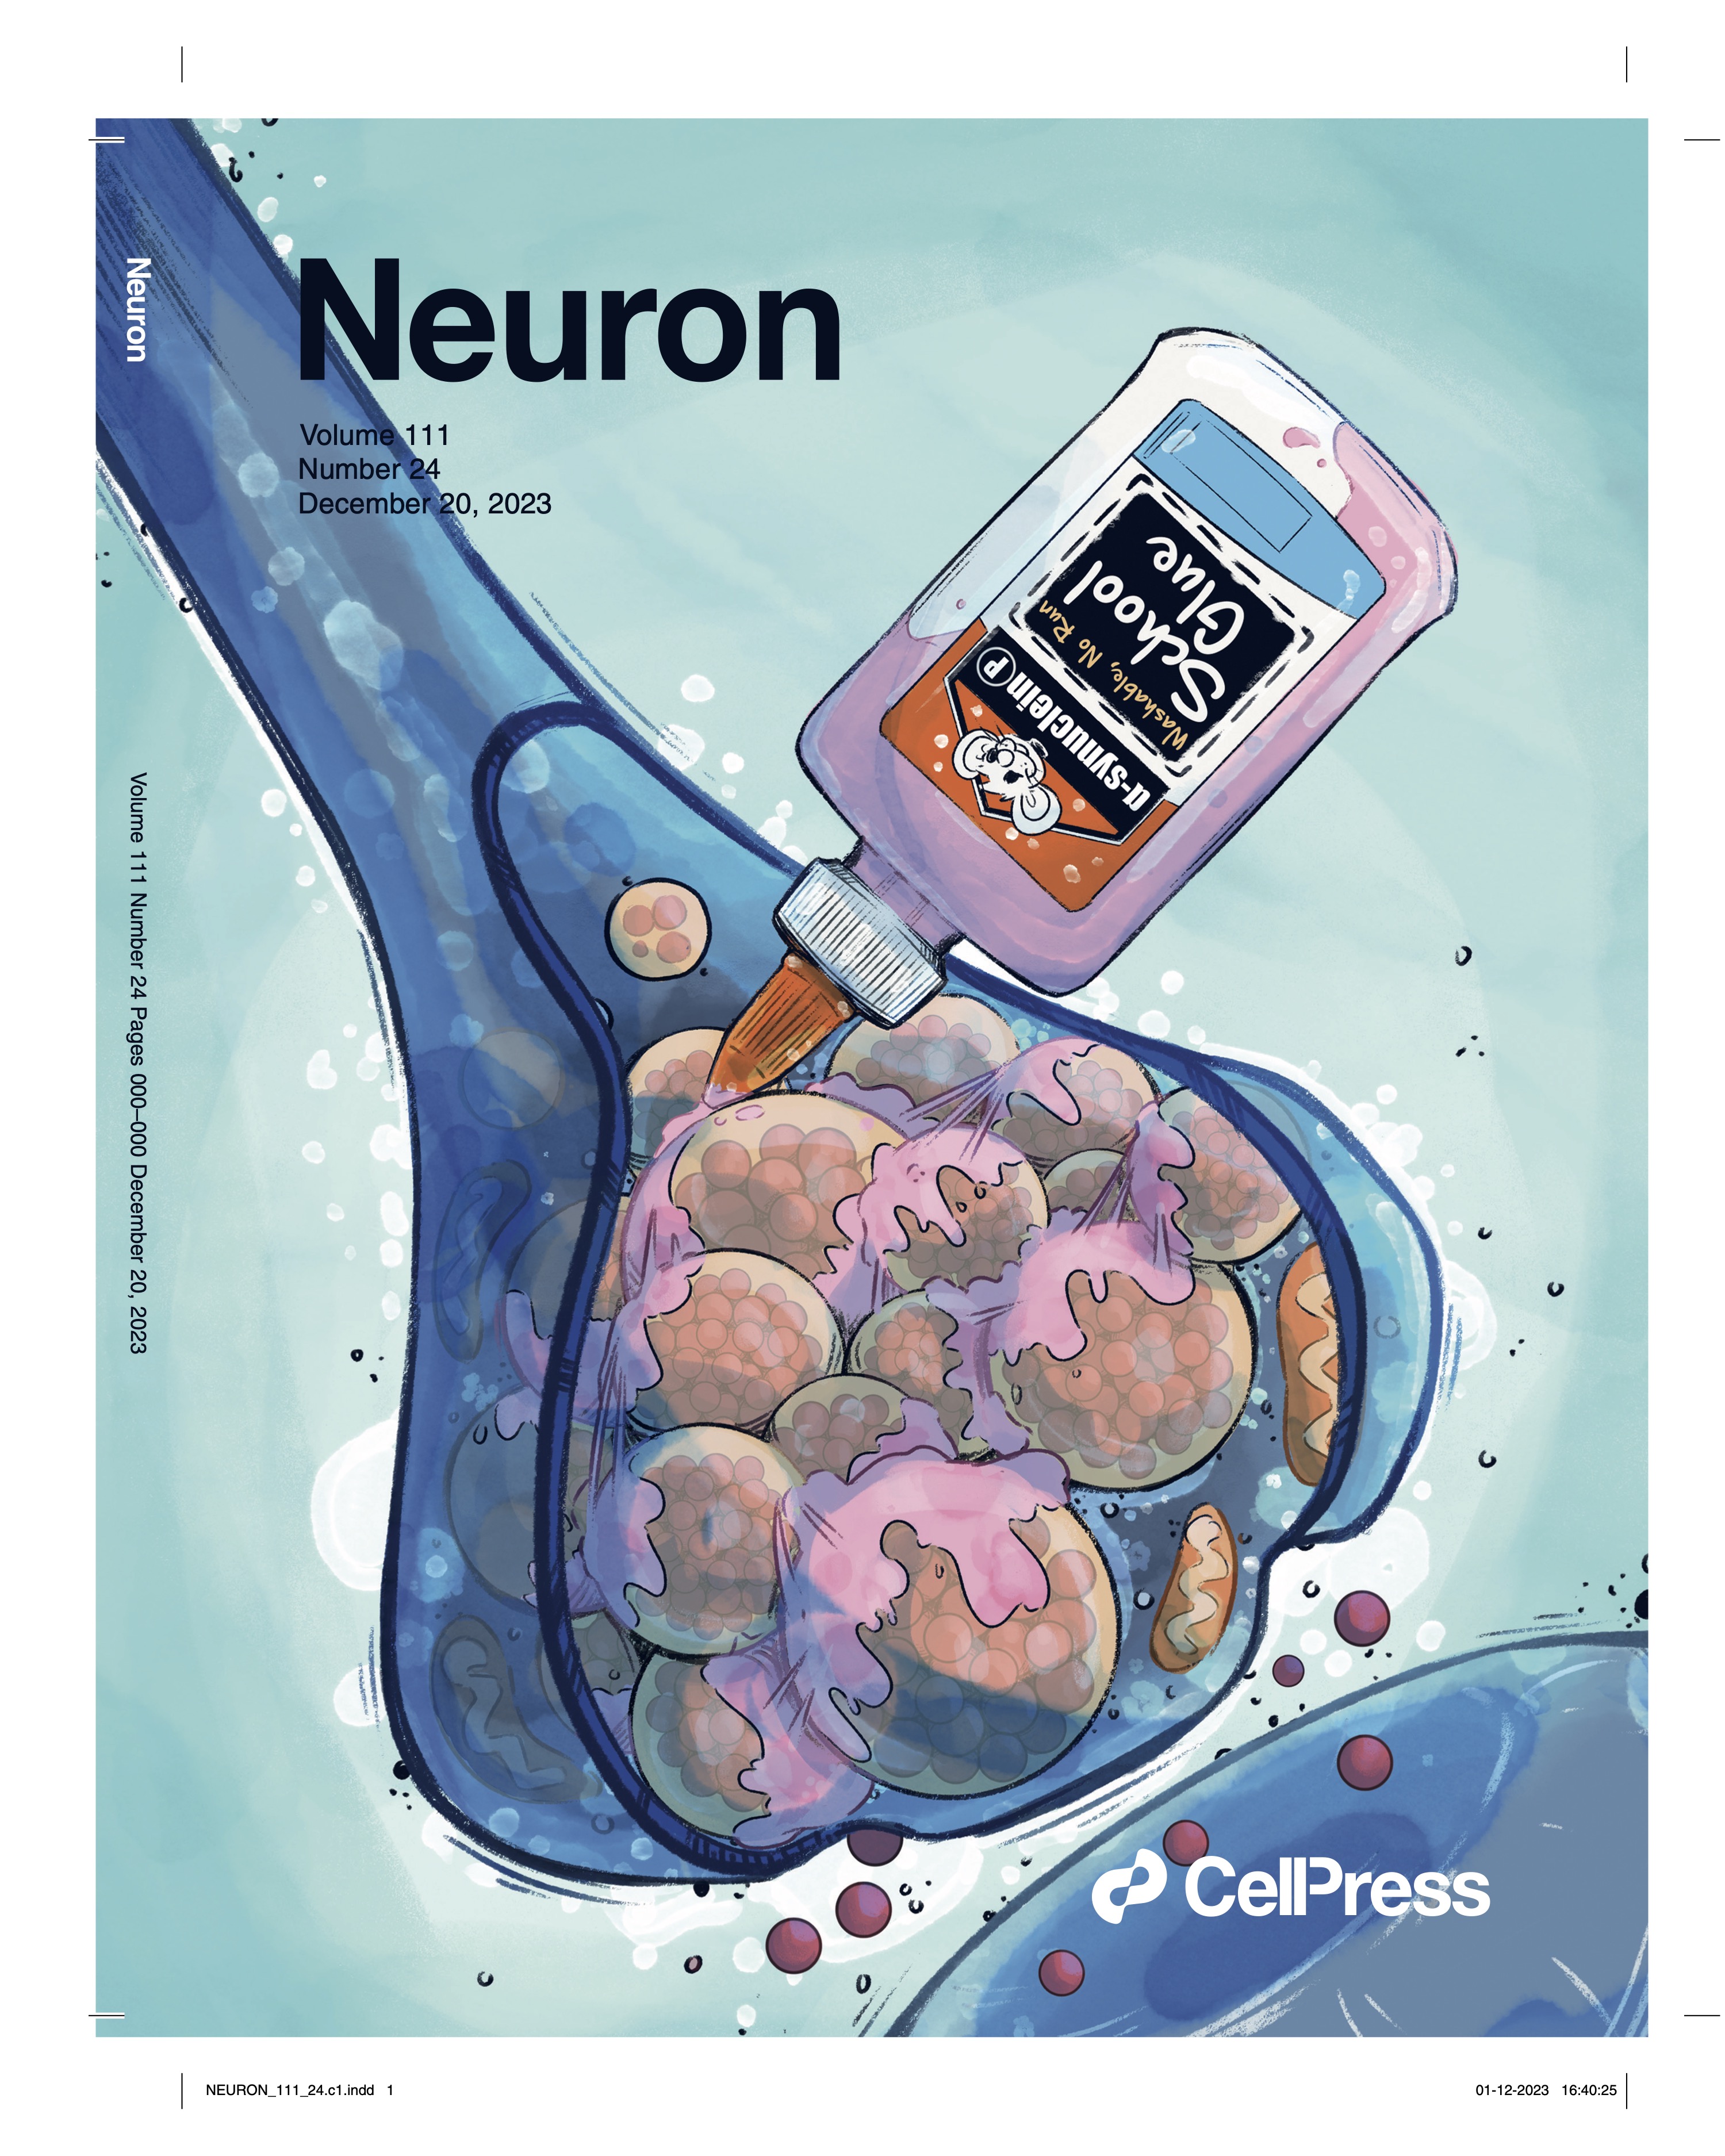 Neuron
Volume 111
Number 24
December 20, 2023
Neuron
Volume 111 Number 24 Pages 000–000 December 20, 2023
α-synuclein P
Washable, No Run
School
Glue
CellPress
NEURON_111_24.c1.indd 1
01-12-2023 16:40:25